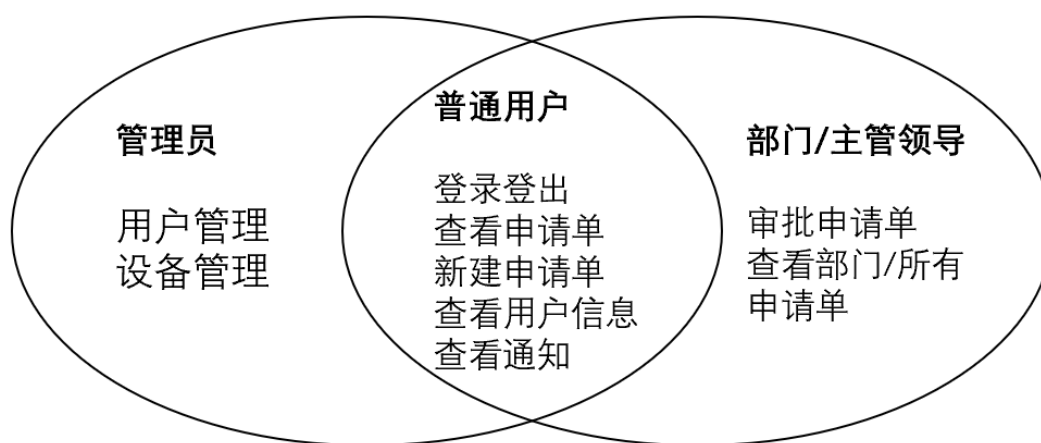 管理员
用户管理
设备管理
普通用户
登录登出
查看申请单
新建申请单
查看用户信息
查看通知
部门/主管领导
审批申请单
查看部门/所有
申请单